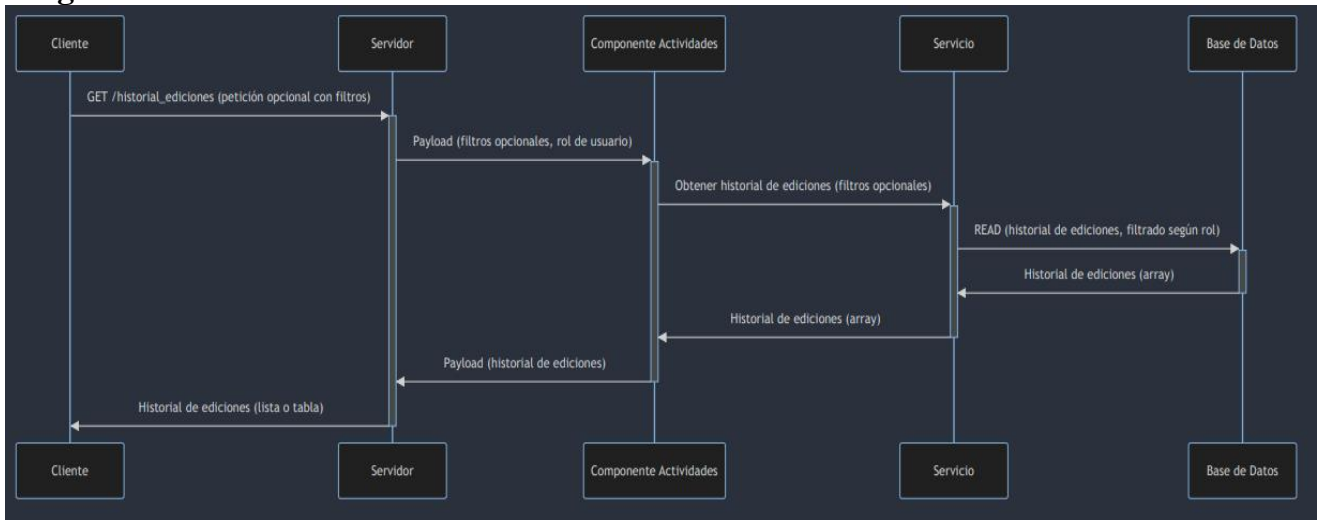 Cliente
Servidor
Componente Actividades
Servicio
Base de Datos
GET /historial_ediciones (petición opcional con filtros)
Payload (filtros opcionales, rol de usuario)
Obtener historial de ediciones (filtros opcionales)
READ (historial de ediciones, filtrado según rol)
Historial de ediciones (array)
Historial de ediciones (array)
Payload (historial de ediciones)
Historial de ediciones (lista o tabla)
Cliente
Servidor
Componente Actividades
Servicio
Base de Datos